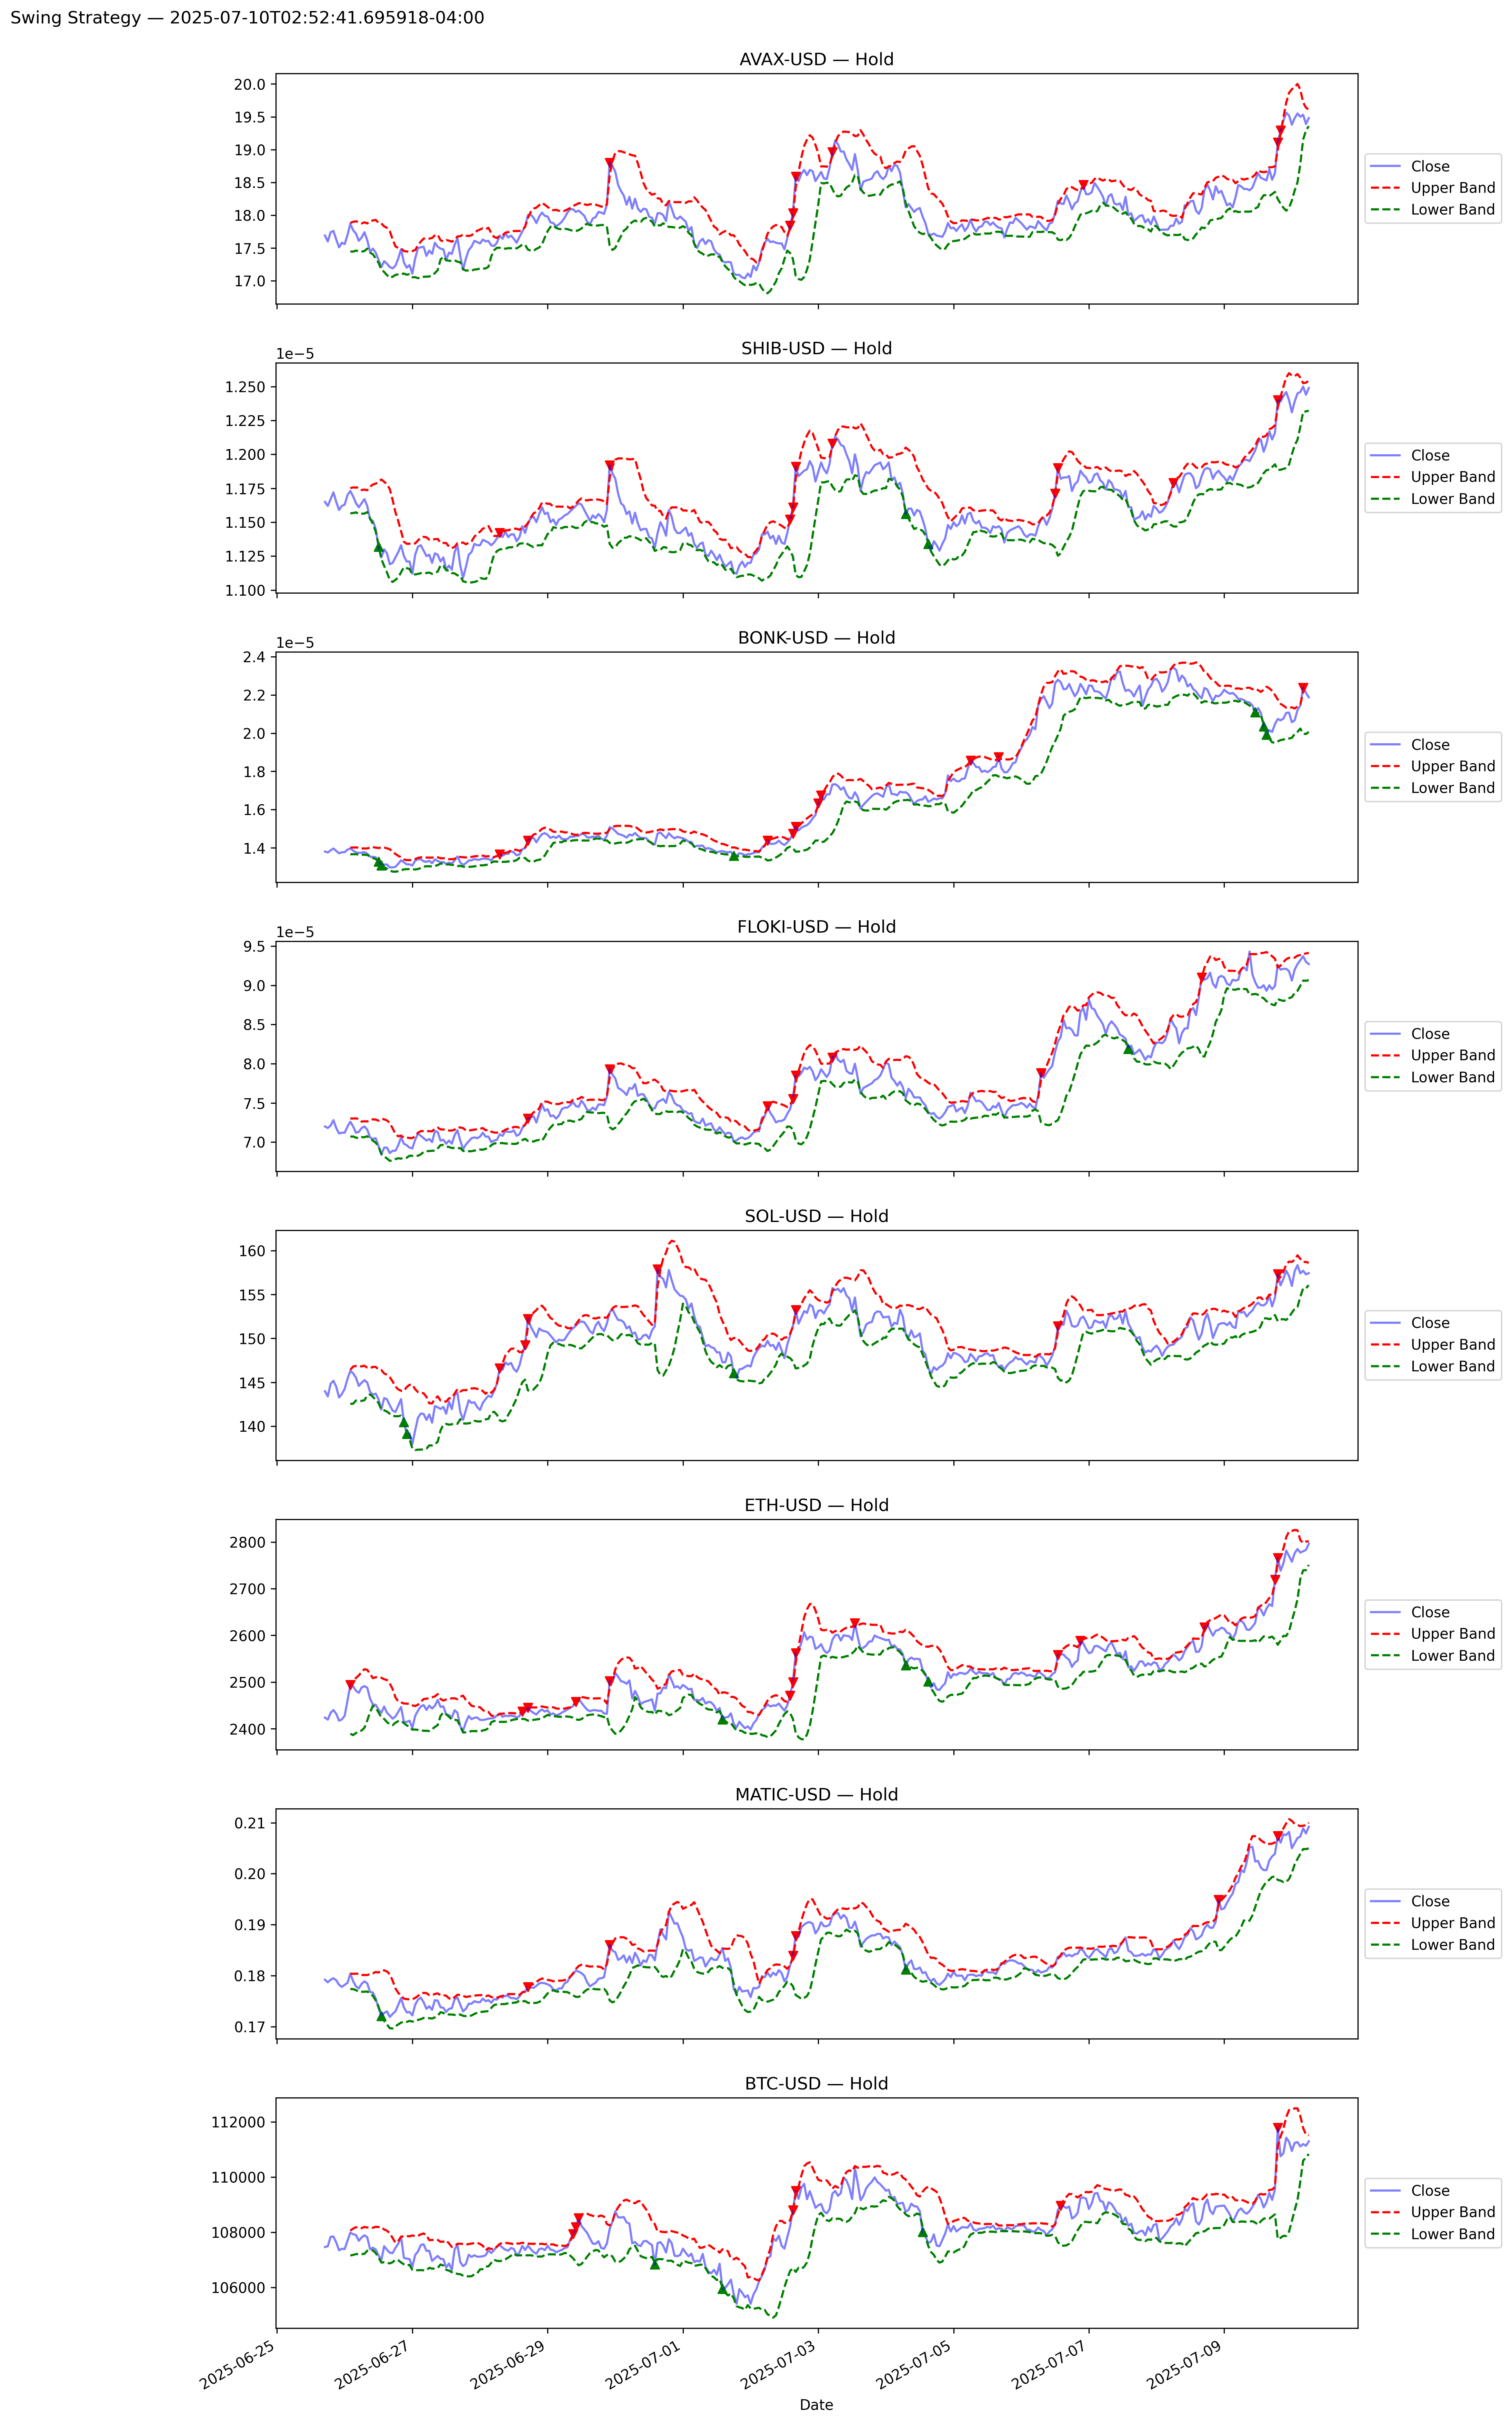 Swing Strategy — 2025-07-10T02:52:41.695918-04:00
AVAX-USD — Hold
20.0
19.5
19.0
18.5
18.0
17.5
17.0
Close
Upper Band
Lower Band
SHIB-USD — Hold
1e−5
1.250
1.225
1.200
1.175
1.150
1.125
1.100
Close
Upper Band
Lower Band
BONK-USD — Hold
1e−5
2.4
2.2
2.0
1.8
1.6
1.4
Close
Upper Band
Lower Band
FLOKI-USD — Hold
1e−5
9.5
9.0
8.5
8.0
7.5
7.0
Close
Upper Band
Lower Band
SOL-USD — Hold
160
155
150
145
140
Close
Upper Band
Lower Band
ETH-USD — Hold
2800
2700
2600
2500
2400
Close
Upper Band
Lower Band
MATIC-USD — Hold
0.21
0.20
0.19
0.18
0.17
Close
Upper Band
Lower Band
BTC-USD — Hold
112000
110000
108000
106000
Close
Upper Band
Lower Band
2025-06-25
2025-06-27
2025-06-29
2025-07-01
2025-07-03
2025-07-05
2025-07-07
2025-07-09
Date